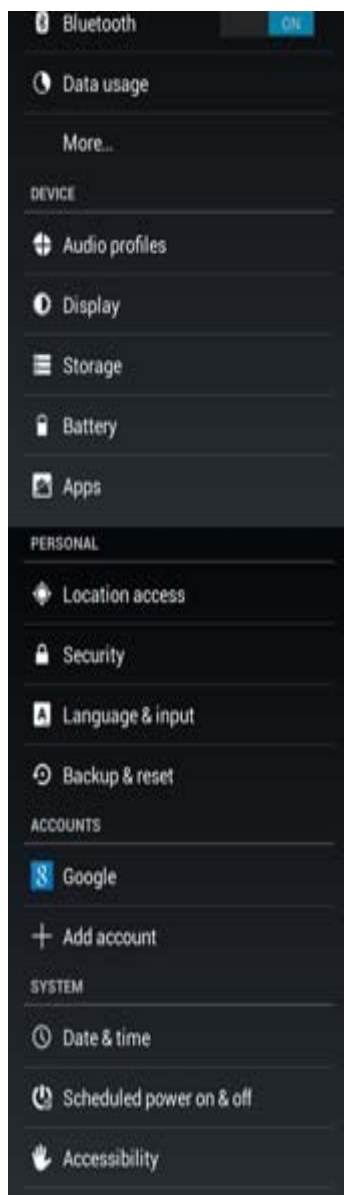 Bluetooth ON
Data usage
More...
DEVICE
Audio profiles
Display
Storage
Battery
Apps
PERSONAL
Location access
Security
A Language & input
Backup & reset
ACCOUNTS
8 Google
Add account
SYSTEM
Date & time
Scheduled power on & off
Accessibility